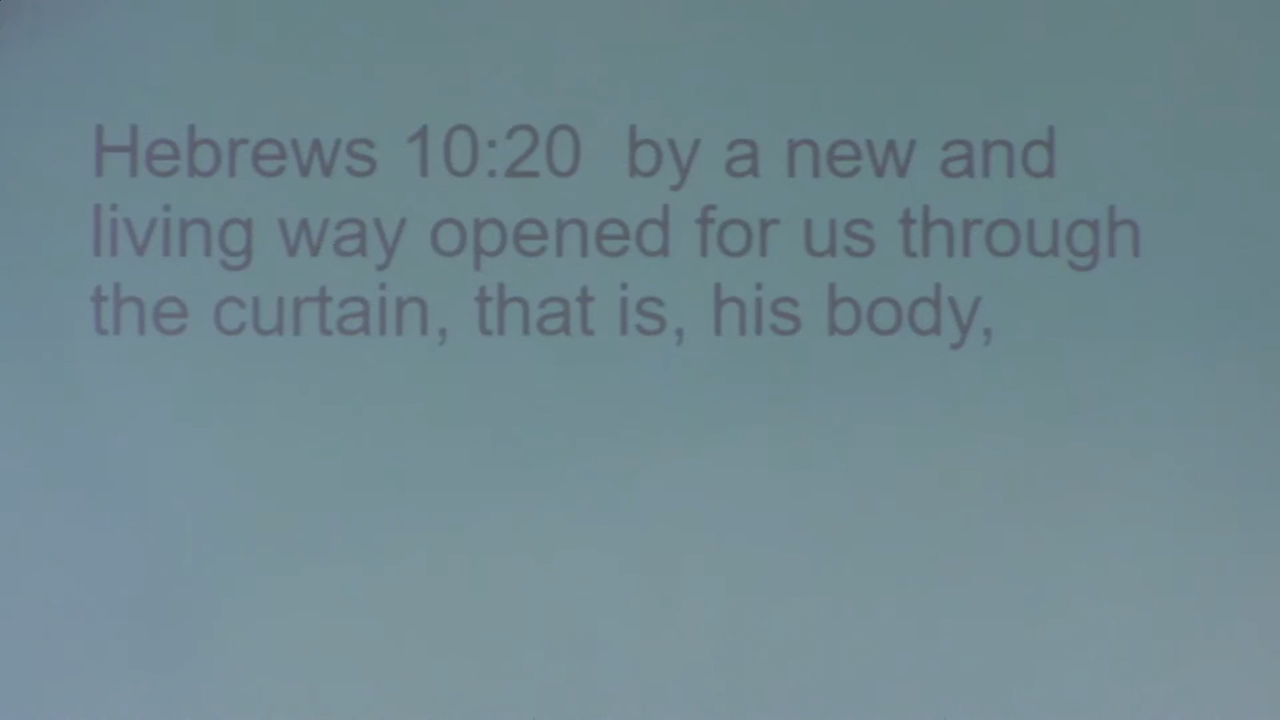 Hebrews 10:20  by a new and
living way opened for us through
the curtain, that is, his body,